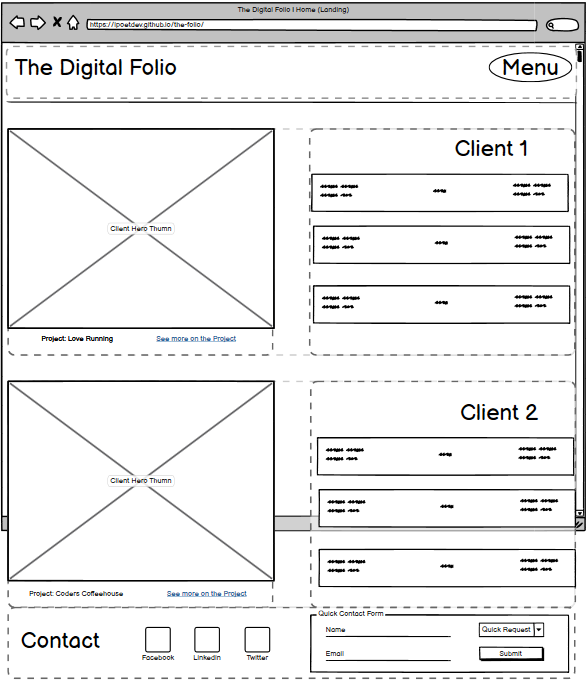 The Digital Folio | Home (Landing)
https://ipoetdev.github.io/the-folio/
The Digital Folio
Menu
Client Hero Thumn
Project: Love Running
See more on the Project
Client 1
Client Hero Thumn
Project: Coders Coffeehouse
See more on the Project
Client 2
Contact
Facebook
LinkedIn
Twitter
Quick Contact Form
Name
Quick Request
Email
Submit